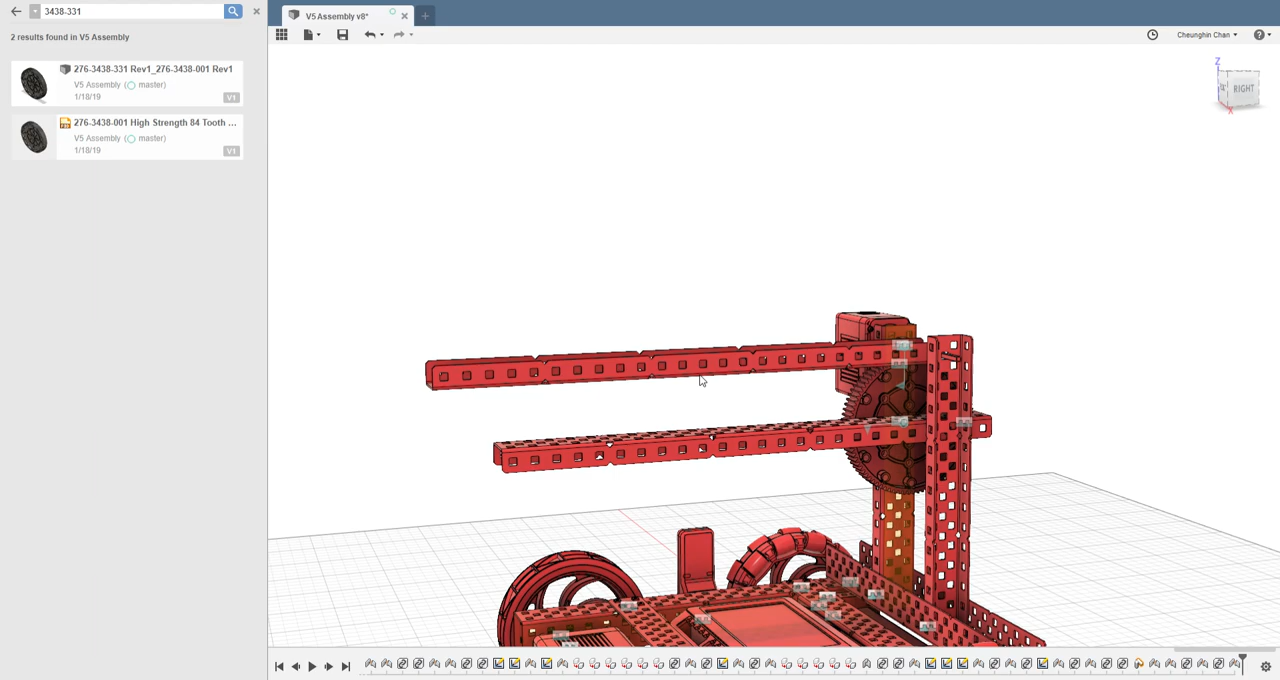 3438-331
2 results found in V5 Assembly
276-3438-331 Rev1_276-3438-001 Rev1
V5 Assembly (master)
1/18/19
V1
276-3438-001 High Strength 84 Tooth ...
V5 Assembly (master)
1/18/19
V1
V5 Assembly v8*
Cheunghin Chan
Z
RIGHT
X